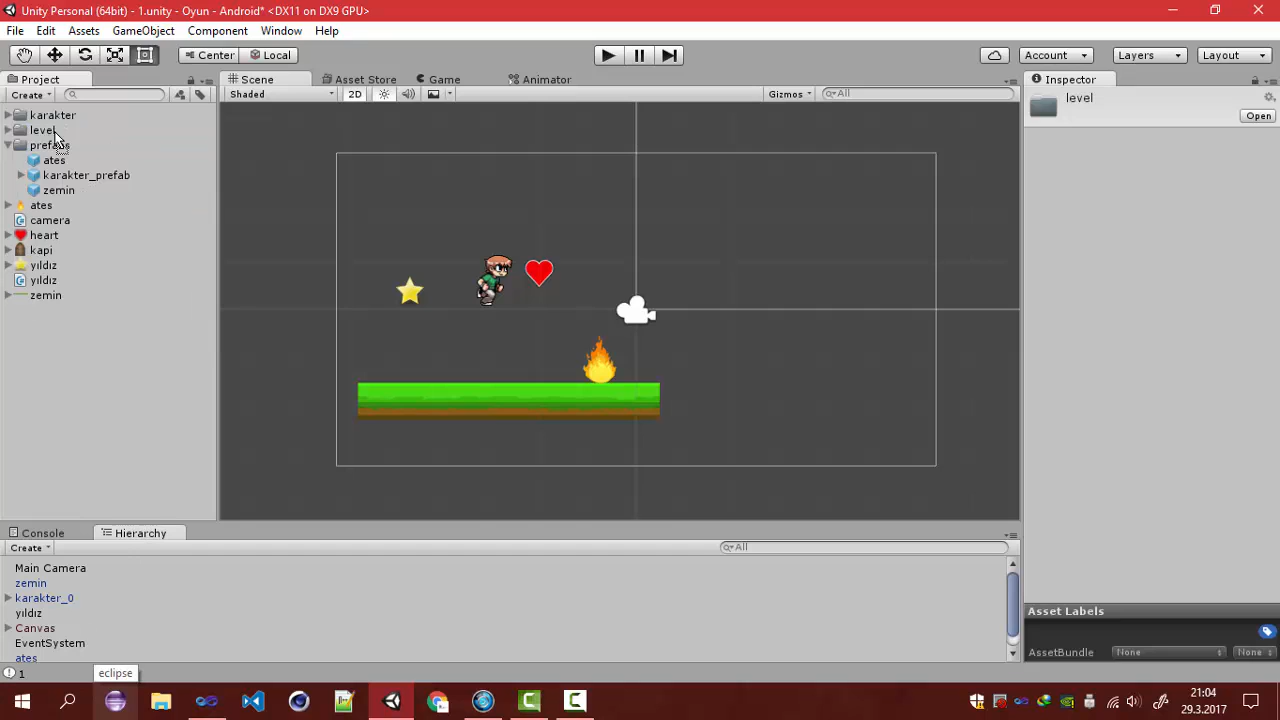 Unity Personal (64bit) - 1.unity - Oyun - Android* <DX11 on DX9 GPU>
File Edit Assets GameObject Component Window Help
Center Local Account Layers Layout
Project Scene Asset Store Game Animator Inspector
Create Shaded 2D Gizmos All level
Open
karakter
level
prefabs
ates
karakter_prefab
zemin
ates
camera
heart
kapi
yıldız
yıldız
zemin
Console Hierarchy
Create All
Main Camera
zemin
karakter_0
yıldız
Canvas
EventSystem
ates
Asset Labels
AssetBundle None None
1 eclipse
21:04
29.3.2017